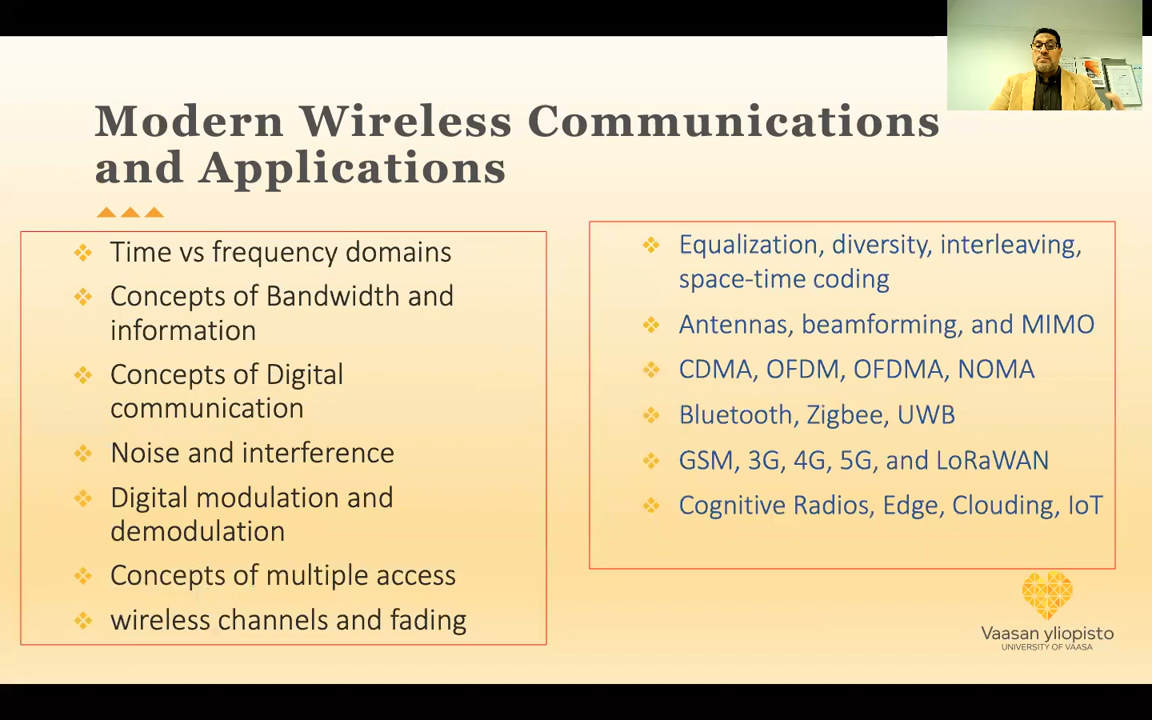 Modern Wireless Communications
and Applications
Time vs frequency domains
Concepts of Bandwidth and
information
Concepts of Digital
communication
Noise and interference
Digital modulation and
demodulation
Concepts of multiple access
wireless channels and fading
Equalization, diversity, interleaving,
space-time coding
Antennas, beamforming, and MIMO
CDMA, OFDM, OFDMA, NOMA
Bluetooth, Zigbee, UWB
GSM, 3G, 4G, 5G, and LoRaWAN
Cognitive Radios, Edge, Clouding, IoT
Vaasan yliopisto
UNIVERSITY OF VAASA